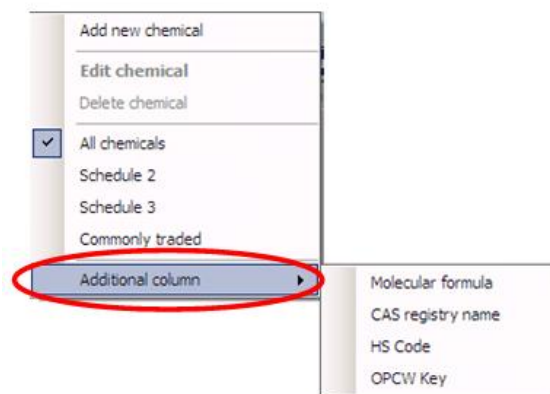 Add new chemical
Edit chemical
Delete chemical
All chemicals
Schedule 2
Schedule 3
Commonly traded
Additional column
Molecular formula
CAS registry name
HS Code
OPCW Key